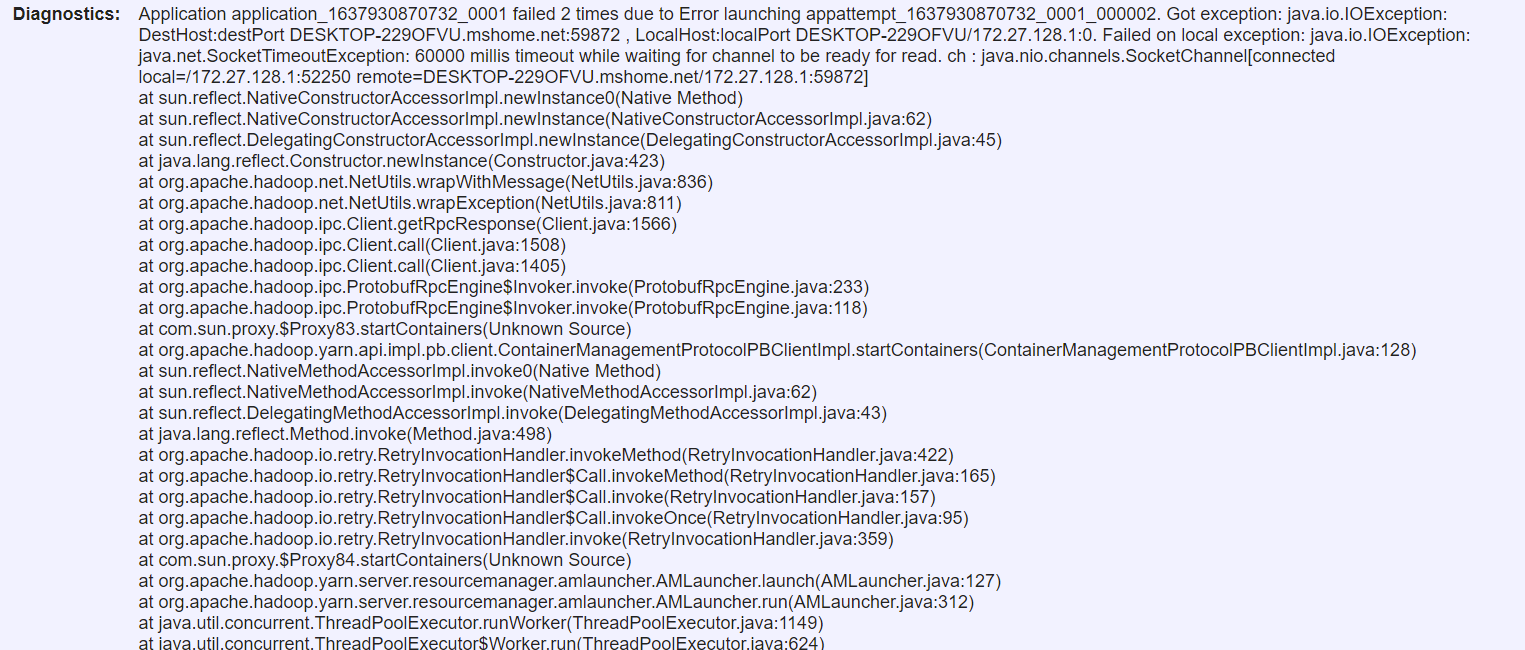 Diagnostics: Application application_1637930870732_0001 failed 2 times due to Error launching appattempt_1637930870732_0001_000002. Got exception: java.io.IOException:
DestHost:destPort DESKTOP-229OFVU.mshome.net:59872 , LocalHost:localPort DESKTOP-229OFVU/172.27.128.1:0. Failed on local exception: java.io.IOException:
java.net.SocketTimeoutException: 60000 millis timeout while waiting for channel to be ready for read. ch : java.nio.channels.SocketChannel[connected
local=/172.27.128.1:52250 remote=DESKTOP-229OFVU.mshome.net/172.27.128.1:59872]
at sun.reflect.NativeConstructorAccessorImpl.newInstance0(Native Method)
at sun.reflect.NativeConstructorAccessorImpl.newInstance(NativeConstructorAccessorImpl.java:62)
at sun.reflect.DelegatingConstructorAccessorImpl.newInstance(DelegatingConstructorAccessorImpl.java:45)
at java.lang.reflect.Constructor.newInstance(Constructor.java:423)
at org.apache.hadoop.net.NetUtils.wrapWithMessage(NetUtils.java:836)
at org.apache.hadoop.net.NetUtils.wrapException(NetUtils.java:811)
at org.apache.hadoop.ipc.Client.getRpcResponse(Client.java:1566)
at org.apache.hadoop.ipc.Client.call(Client.java:1508)
at org.apache.hadoop.ipc.Client.call(Client.java:1405)
at org.apache.hadoop.ipc.ProtobufRpcEngine$Invoker.invoke(ProtobufRpcEngine.java:233)
at org.apache.hadoop.ipc.ProtobufRpcEngine$Invoker.invoke(ProtobufRpcEngine.java:118)
at com.sun.proxy.$Proxy83.startContainers(Unknown Source)
at org.apache.hadoop.yarn.api.impl.pb.client.ContainerManagementProtocolPBClientImpl.startContainers(ContainerManagementProtocolPBClientImpl.java:128)
at sun.reflect.NativeMethodAccessorImpl.invoke0(Native Method)
at sun.reflect.NativeMethodAccessorImpl.invoke(NativeMethodAccessorImpl.java:62)
at sun.reflect.DelegatingMethodAccessorImpl.invoke(DelegatingMethodAccessorImpl.java:43)
at java.lang.reflect.Method.invoke(Method.java:498)
at org.apache.hadoop.io.retry.RetryInvocationHandler.invokeMethod(RetryInvocationHandler.java:422)
at org.apache.hadoop.io.retry.RetryInvocationHandler$Call.invokeMethod(RetryInvocationHandler.java:165)
at org.apache.hadoop.io.retry.RetryInvocationHandler$Call.invoke(RetryInvocationHandler.java:157)
at org.apache.hadoop.io.retry.RetryInvocationHandler$Call.invokeOnce(RetryInvocationHandler.java:95)
at org.apache.hadoop.io.retry.RetryInvocationHandler.invoke(RetryInvocationHandler.java:359)
at com.sun.proxy.$Proxy84.startContainers(Unknown Source)
at org.apache.hadoop.yarn.server.resourcemanager.amlauncher.AMLauncher.launch(AMLauncher.java:127)
at org.apache.hadoop.yarn.server.resourcemanager.amlauncher.AMLauncher.run(AMLauncher.java:312)
at java.util.concurrent.ThreadPoolExecutor.runWorker(ThreadPoolExecutor.java:1149)
at java.util.concurrent.ThreadPoolExecutor$Worker.run(ThreadPoolExecutor.java:624)